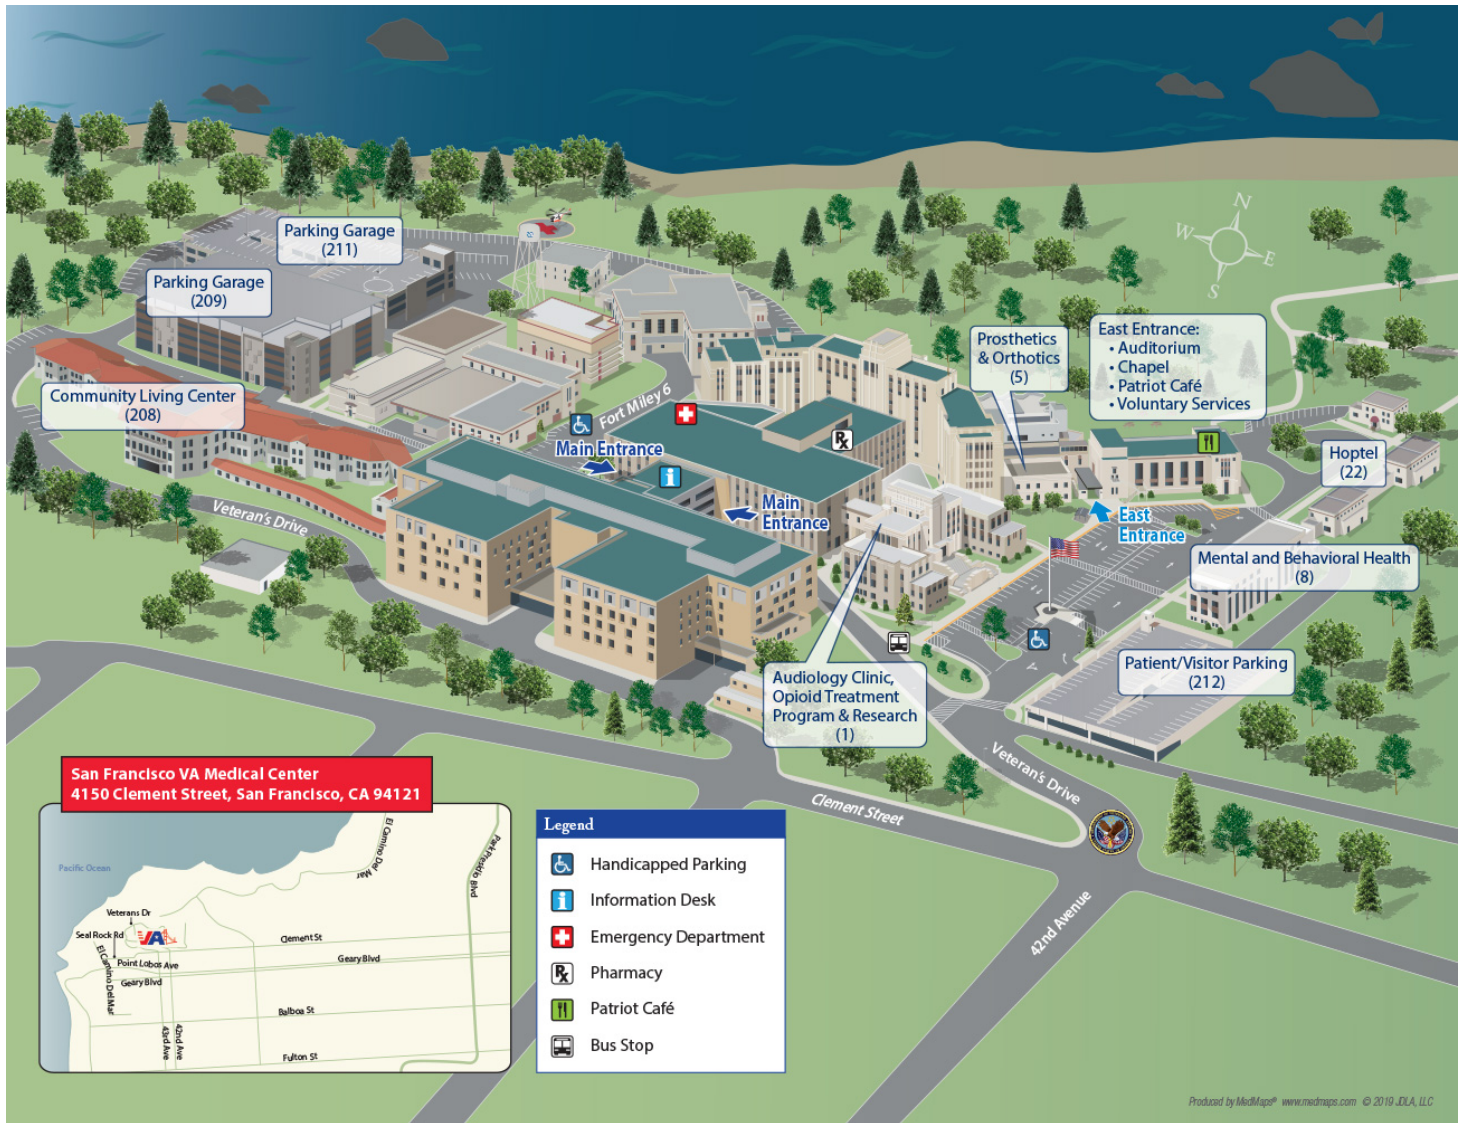 Parking Garage
(211)
Parking Garage
(209)
Community Living Center
(208)
Fort Miley 6
Main Entrance
Main
Entrance
Prosthetics
& Orthotics
(5)
East Entrance:
• Auditorium
• Chapel
• Patriot Café
• Voluntary Services
N
W
E
S
Hoptel
(22)
East
Entrance
Mental and Behavioral Health
(8)
Patient/Visitor Parking
(212)
Audiology Clinic,
Opioid Treatment
Program & Research
(1)
Veteran's Drive
Veteran's Drive
Clement Street
42nd Avenue
San Francisco VA Medical Center
4150 Clement Street, San Francisco, CA 94121
Pacific Ocean
El Camino Del Mar
Park Presidio Blvd
Veterans Dr
Seal Rock Rd
VA
Clement St
Point Lobos Ave
Geary Blvd
Geary Blvd
El Camino Del Mar
Balboa St
43rd Ave
42nd Ave
Fulton St
Legend
Handicapped Parking
i Information Desk
Emergency Department
Rx Pharmacy
Patriot Café
Bus Stop
Produced by MedMaps® www.medmaps.com © 2019 JDLA, LLC